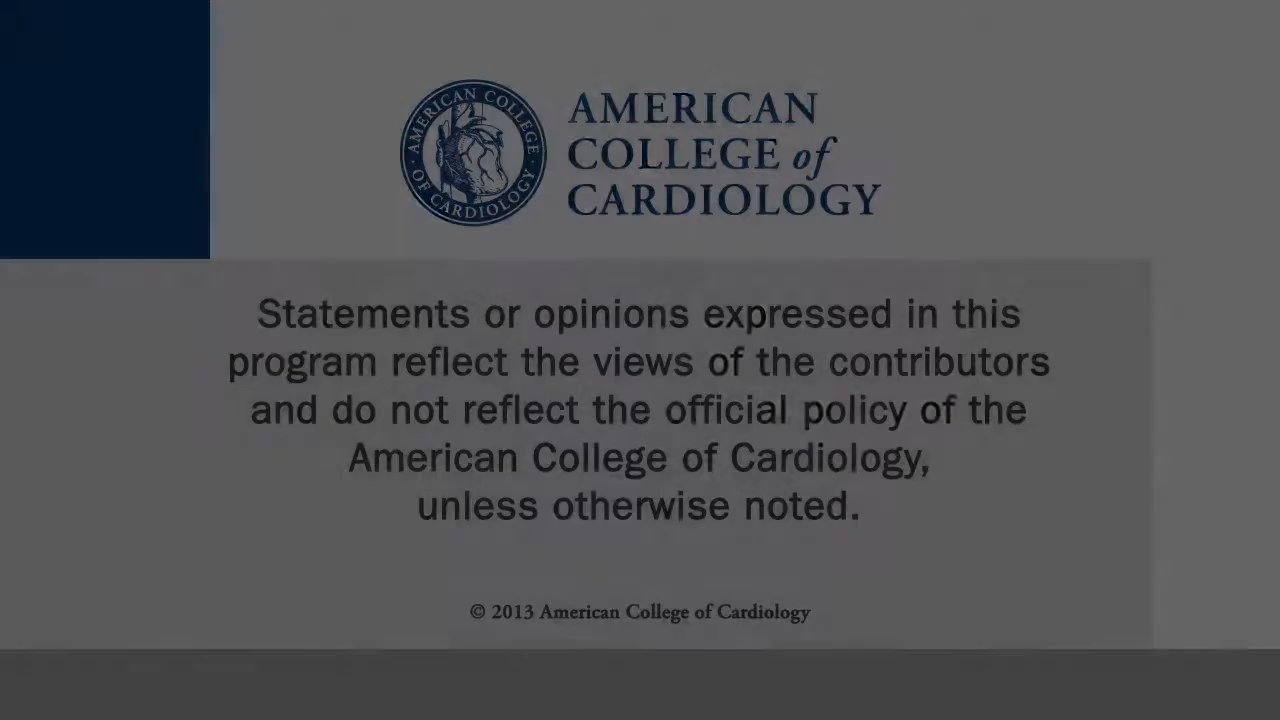 AMERICAN COLLEGE
OF CARDIOLOGY
AMERICAN
COLLEGE of
CARDIOLOGY
Statements or opinions expressed in this
program reflect the views of the contributors
and do not reflect the official policy of the
American College of Cardiology,
unless otherwise noted.
© 2013 American College of Cardiology